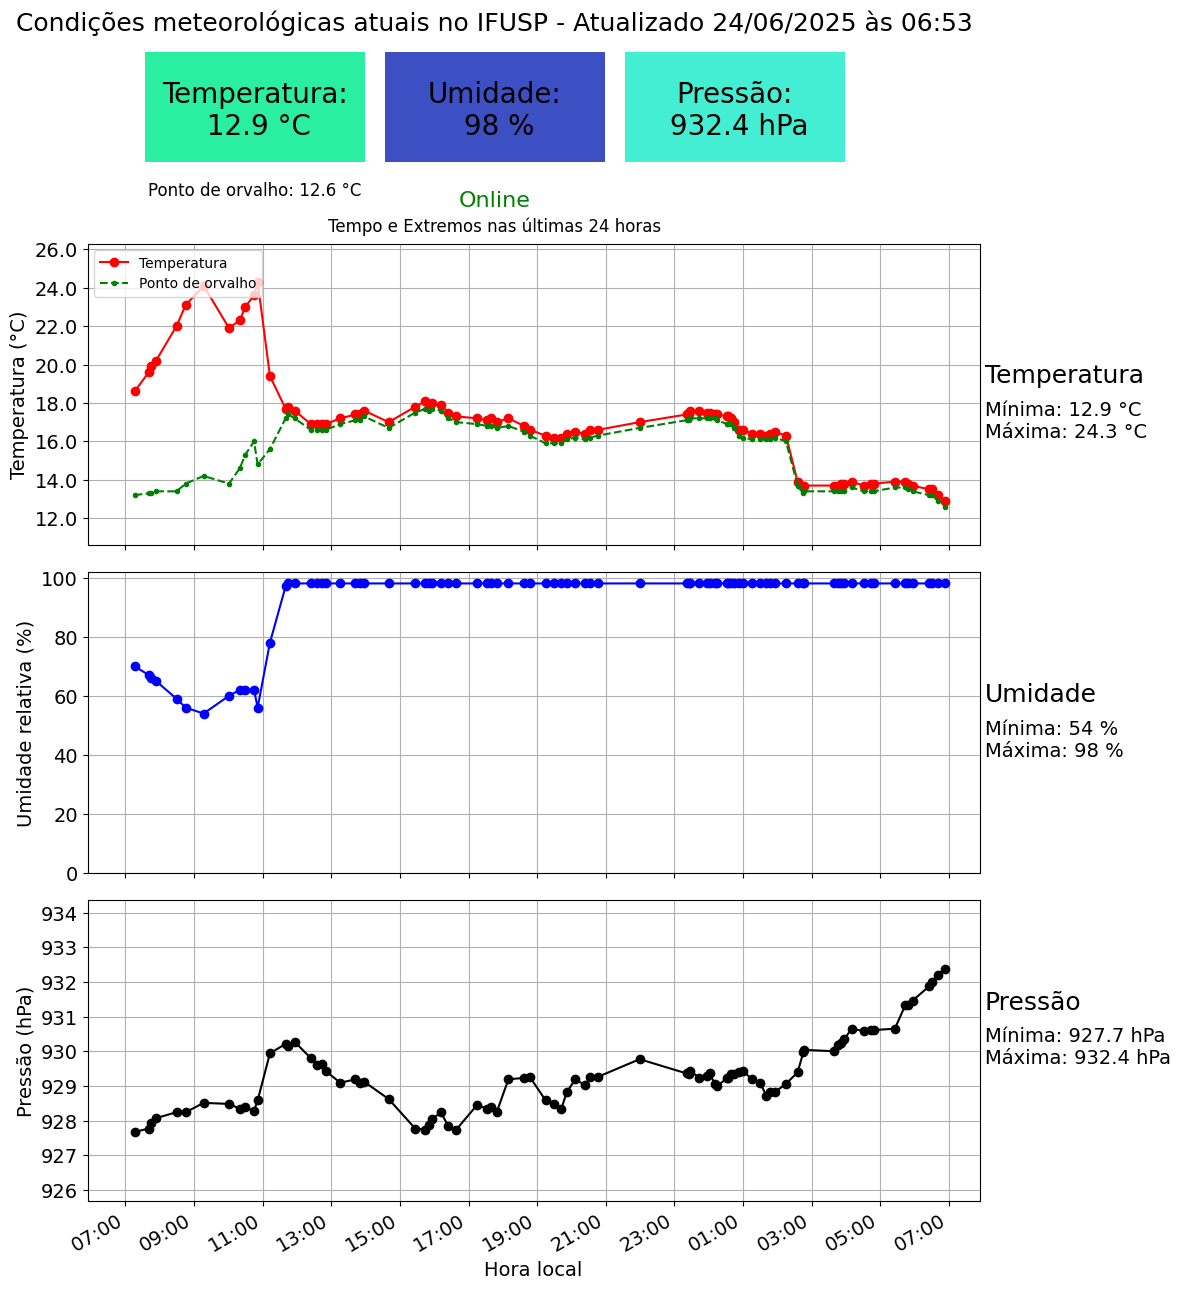 Condições meteorológicas atuais no IFUSP - Atualizado 24/06/2025 às 06:53
Temperatura:
12.9 °C
Umidade:
98 %
Pressão:
932.4 hPa
Ponto de orvalho: 12.6 °C
Online
Tempo e Extremos nas últimas 24 horas
Temperatura (°C)
26.0
24.0
22.0
20.0
18.0
16.0
14.0
12.0
Temperatura
Ponto de orvalho
Temperatura
Mínima: 12.9 °C
Máxima: 24.3 °C
Umidade relativa (%)
100
80
60
40
20
0
Umidade
Mínima: 54 %
Máxima: 98 %
Pressão (hPa)
934
933
932
931
930
929
928
927
926
Pressão
Mínima: 927.7 hPa
Máxima: 932.4 hPa
07:00 09:00 11:00 13:00 15:00 17:00 19:00 21:00 23:00 01:00 03:00 05:00 07:00
Hora local